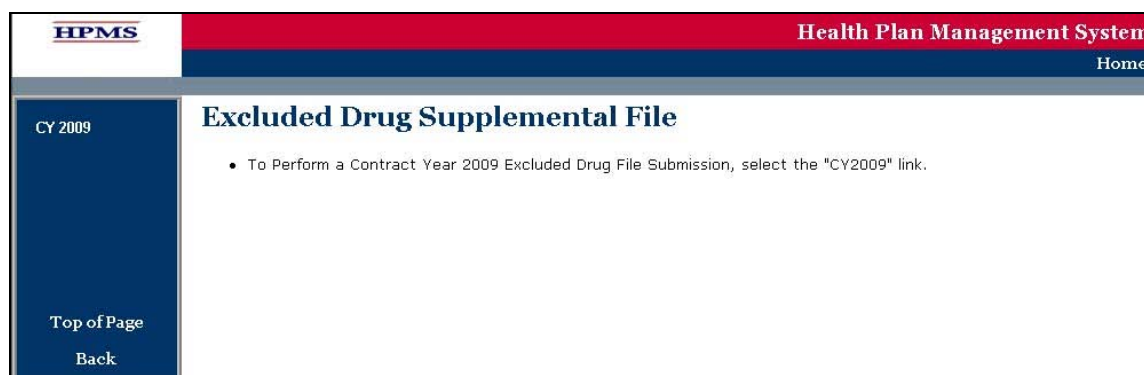 HPMS
Health Plan Management System
Home
CY 2009
Excluded Drug Supplemental File
• To Perform a Contract Year 2009 Excluded Drug File Submission, select the "CY2009" link.
Top of Page
Back